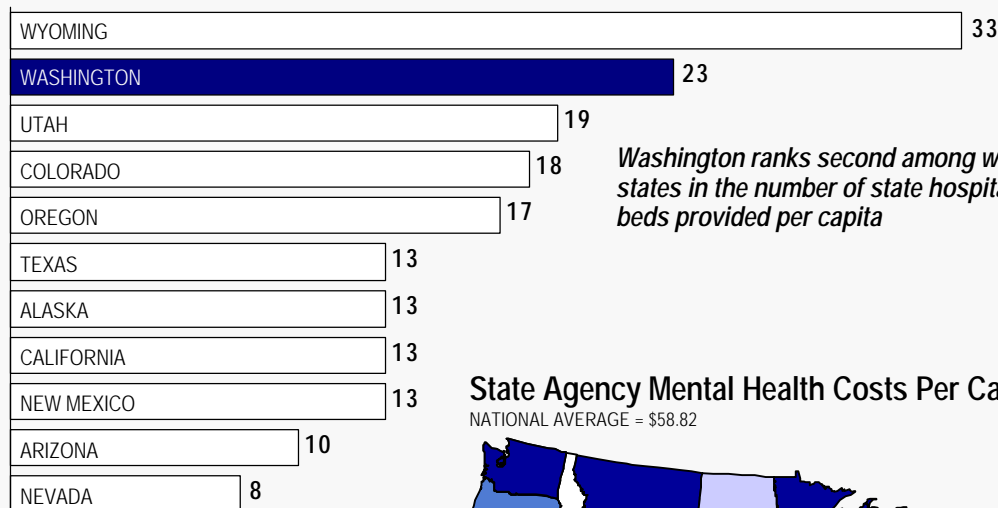 WYOMING 33
WASHINGTON 23
UTAH 19
COLORADO 18
OREGON 17
TEXAS 13
ALASKA 13
CALIFORNIA 13
NEW MEXICO 13
ARIZONA 10
NEVADA 8
Washington ranks second among
states in the number of state
beds provided per capita
State Agency Mental Health Costs Per
NATIONAL AVERAGE = $58.82